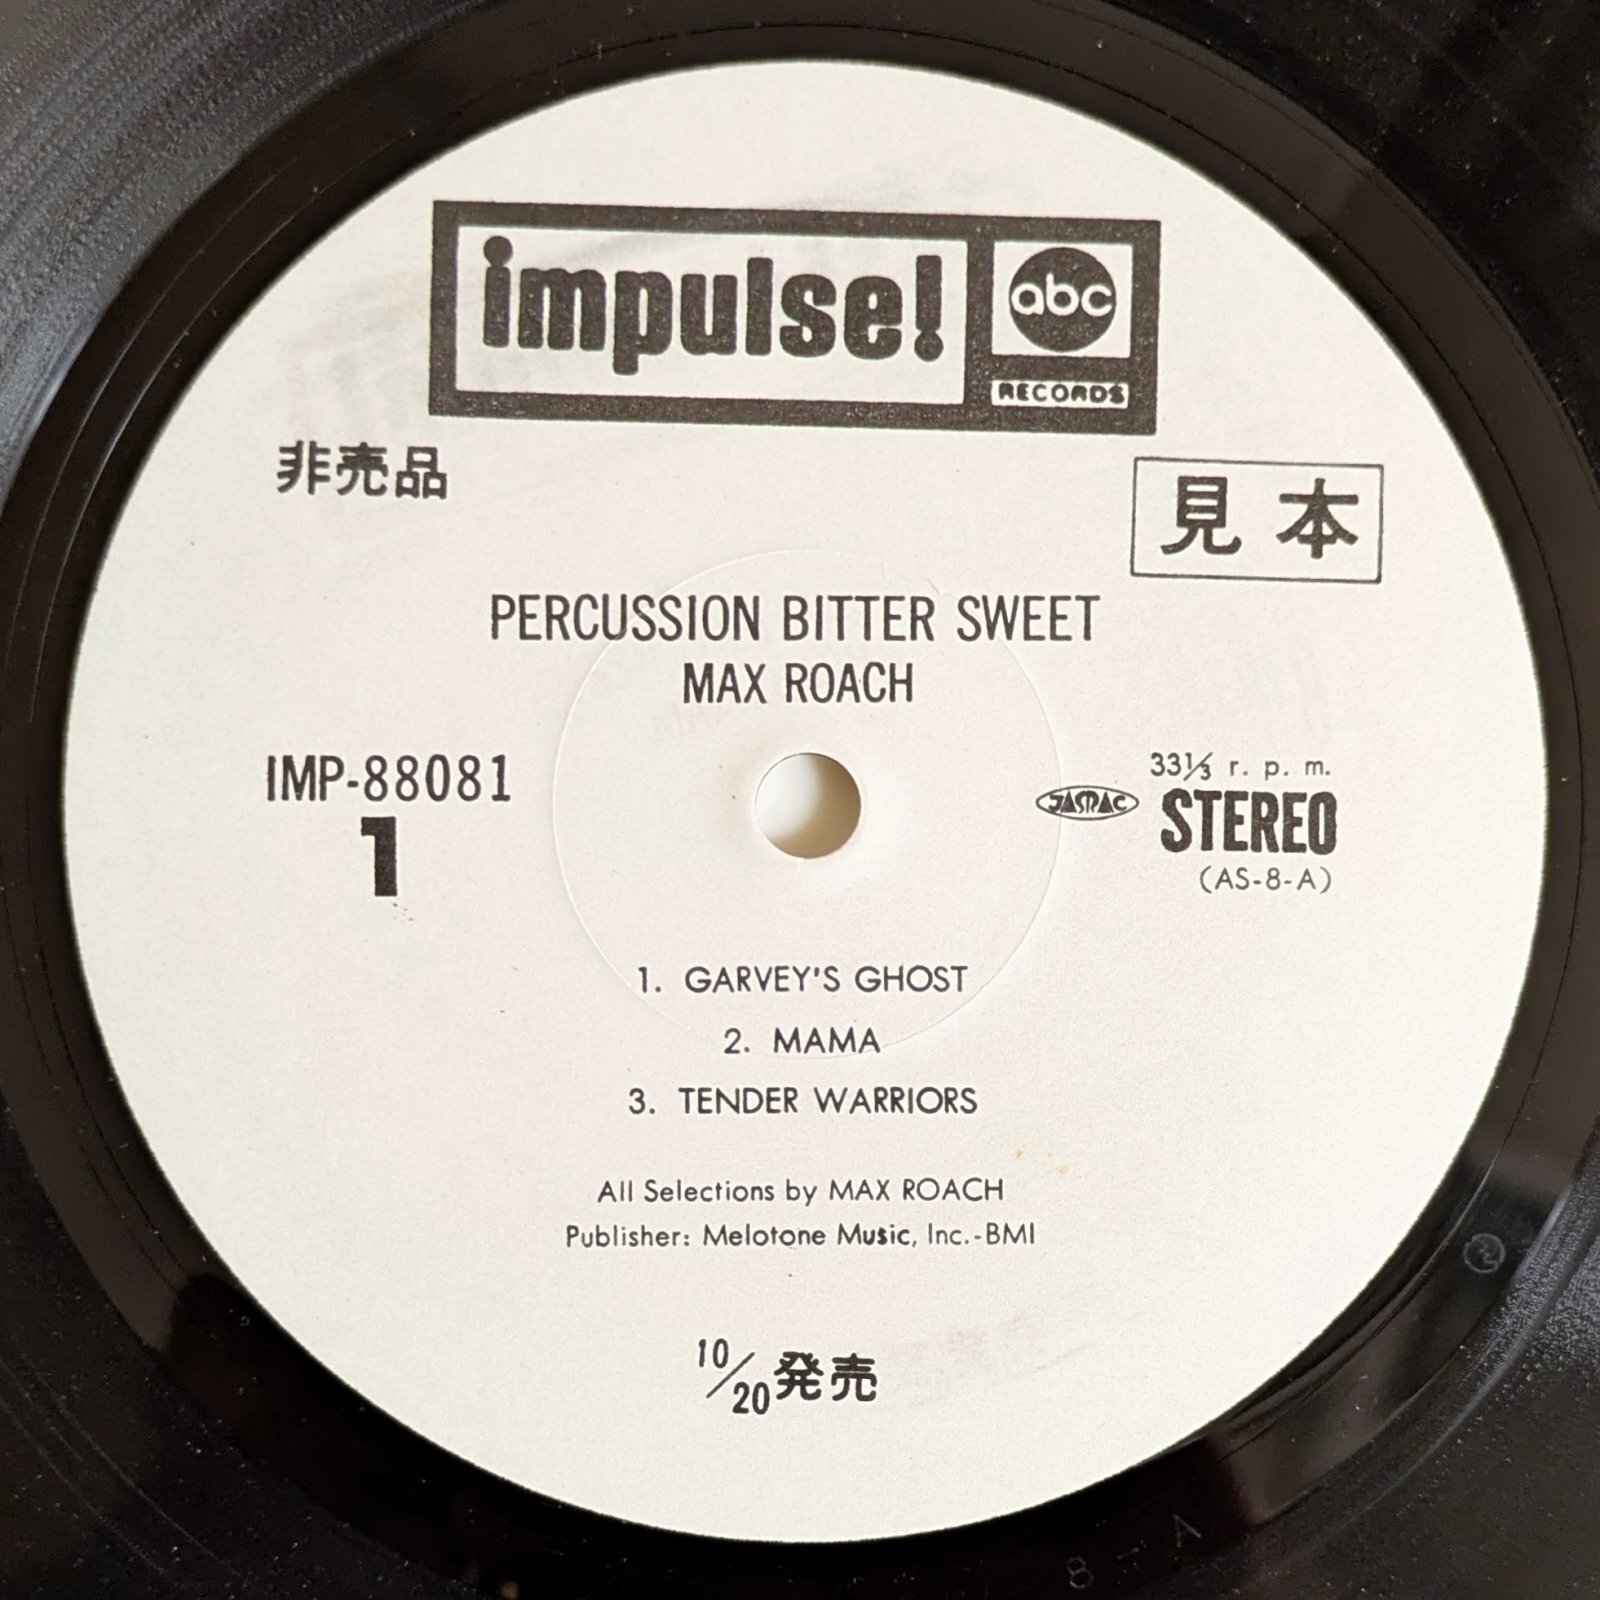 impulse!
abc
RECORDS
非売品
見本
PERCUSSION BITTER SWEET
MAX ROACH
IMP-88081
1
JASRAC
33⅓ r. p. m.
STEREO
(AS-8-A)
1. GARVEY'S GHOST
2. MAMA
3. TENDER WARRIORS
All Selections by MAX ROACH
Publisher: Melotone Music, Inc.-BMI
10/20発売
8-A